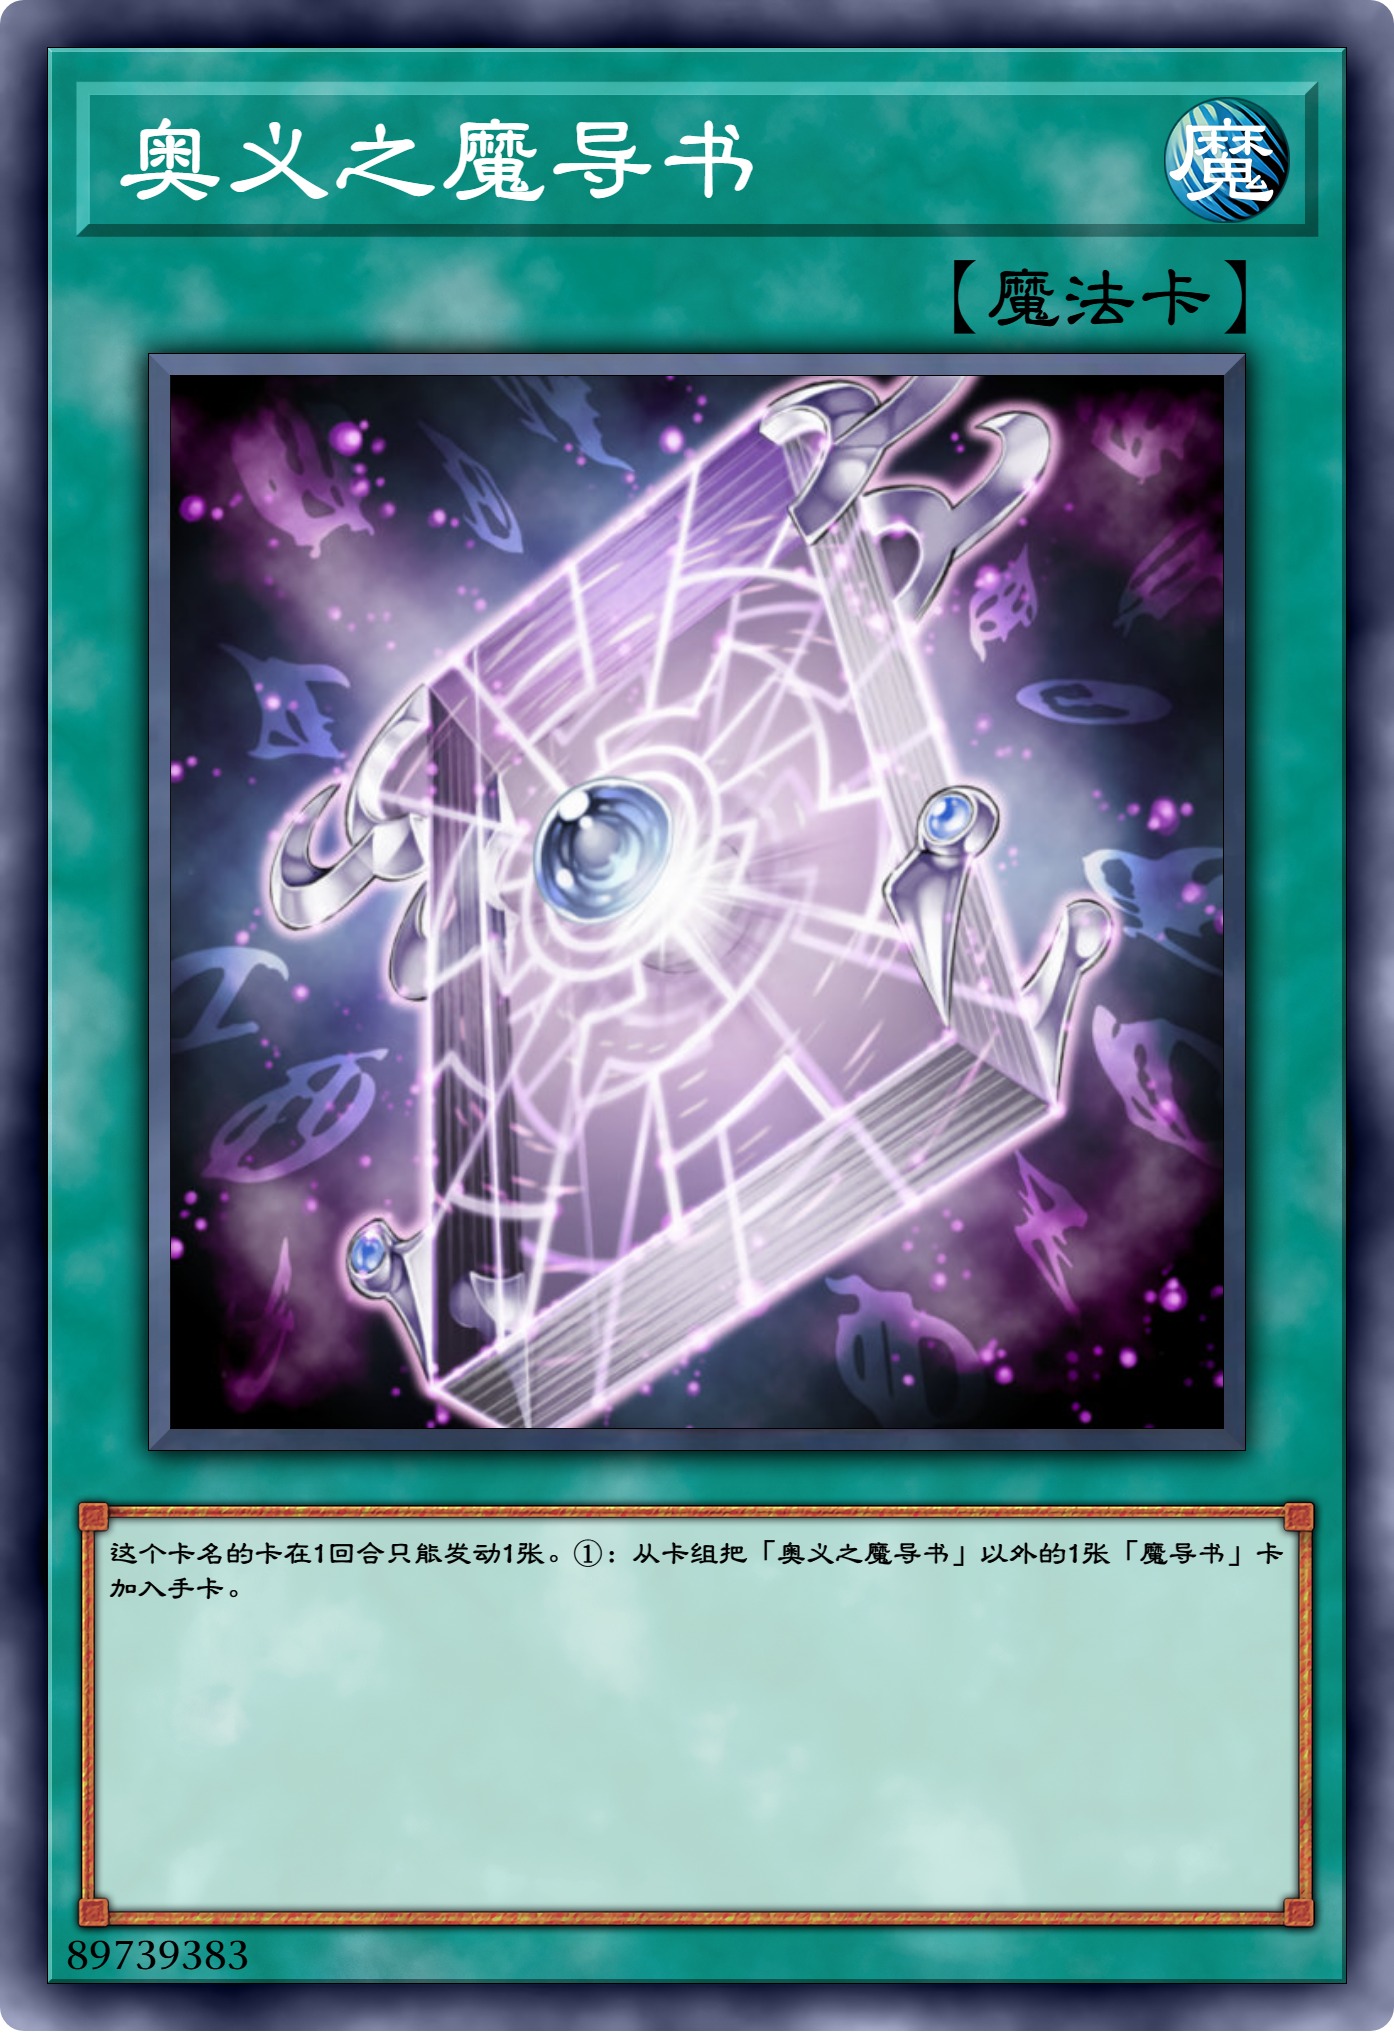 奥义之魔导书 魔
【魔法卡】
这个卡名的卡在1回合只能发动1张。①：从卡组把「奥义之魔导书」以外的1张「魔导书」卡
加入手卡。
89739383